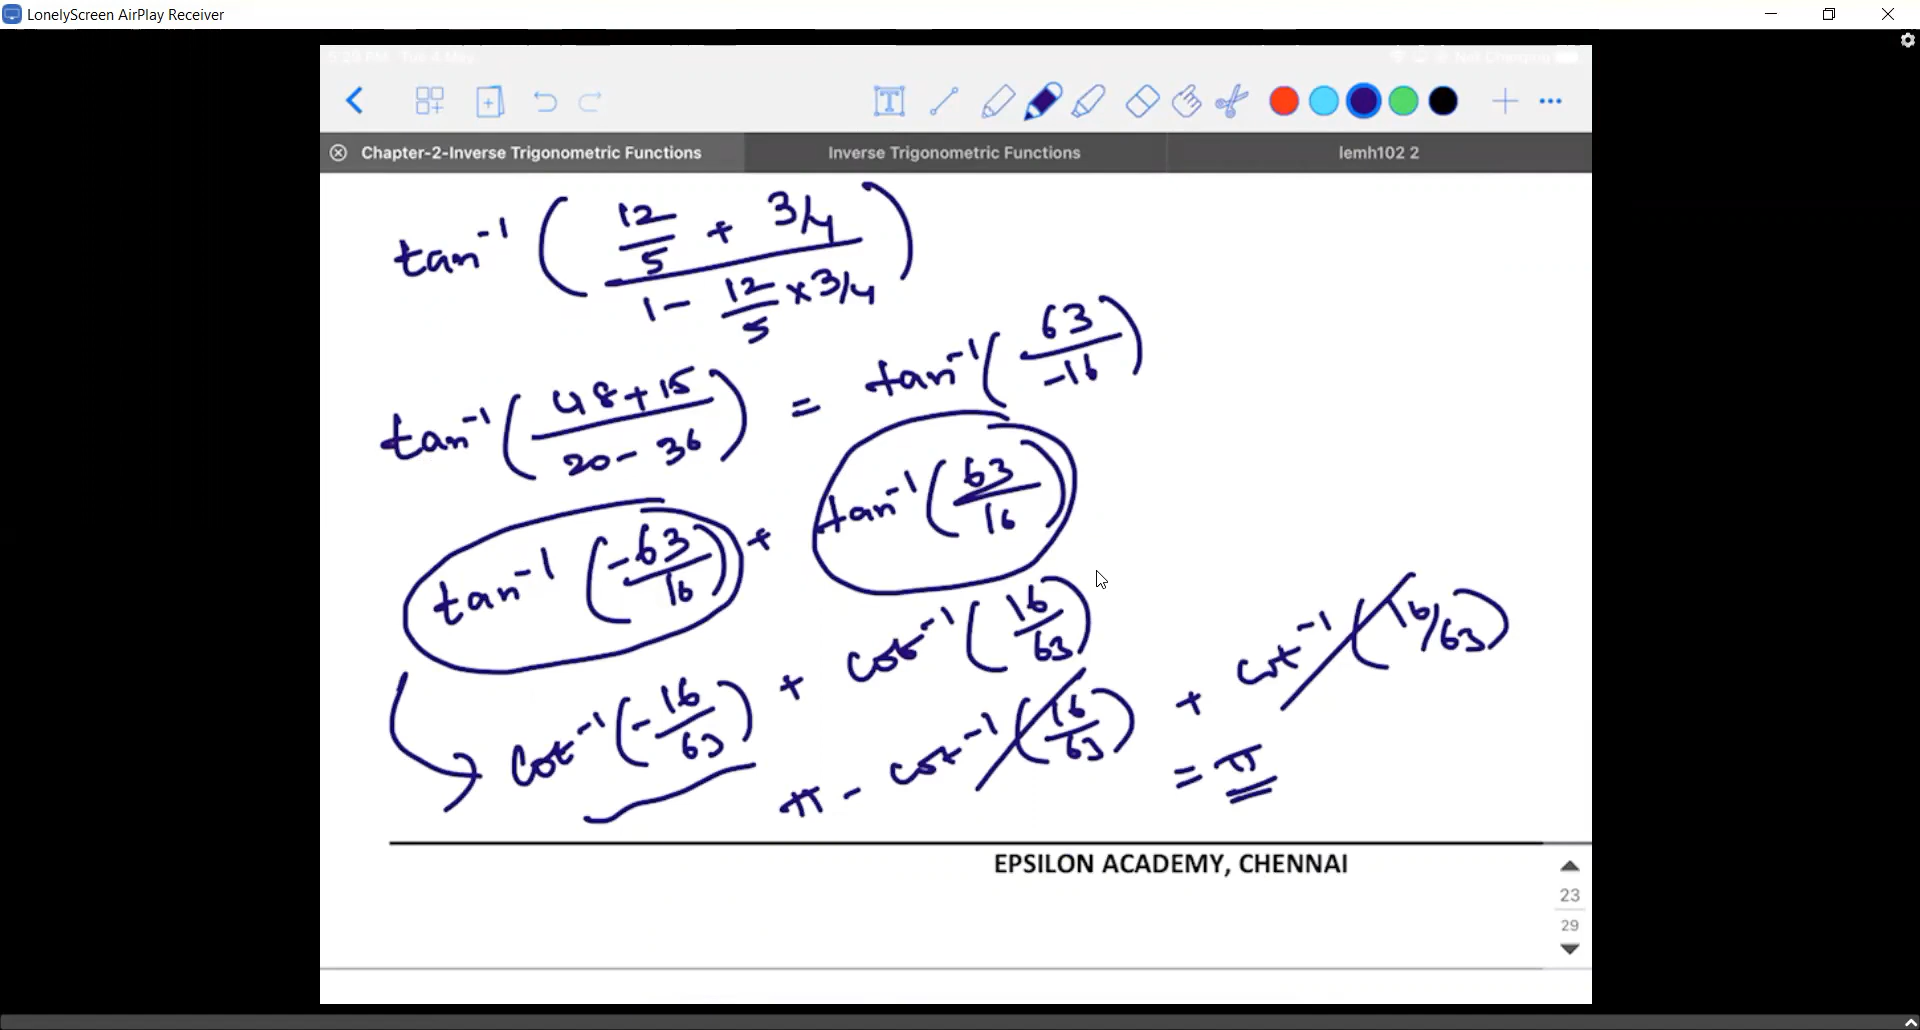 LonelyScreen AirPlay Receiver
Chapter-2-Inverse Trigonometric Functions
Inverse Trigonometric Functions
lemh102 2
tan⁻¹ ( (12/5 + 3/4) / (1 - 12/5 × 3/4) )
tan⁻¹ ( (48+15) / (20-36) ) = tan⁻¹ ( 63/-16 )
tan⁻¹ ( -63/16 ) + tan⁻¹ ( 63/16 )
cot⁻¹ ( -16/63 ) + cot⁻¹ ( 16/63 )
π - cot⁻¹ ( 16/63 ) + cot⁻¹ ( 16/63 )
= π
EPSILON ACADEMY, CHENNAI
23
29